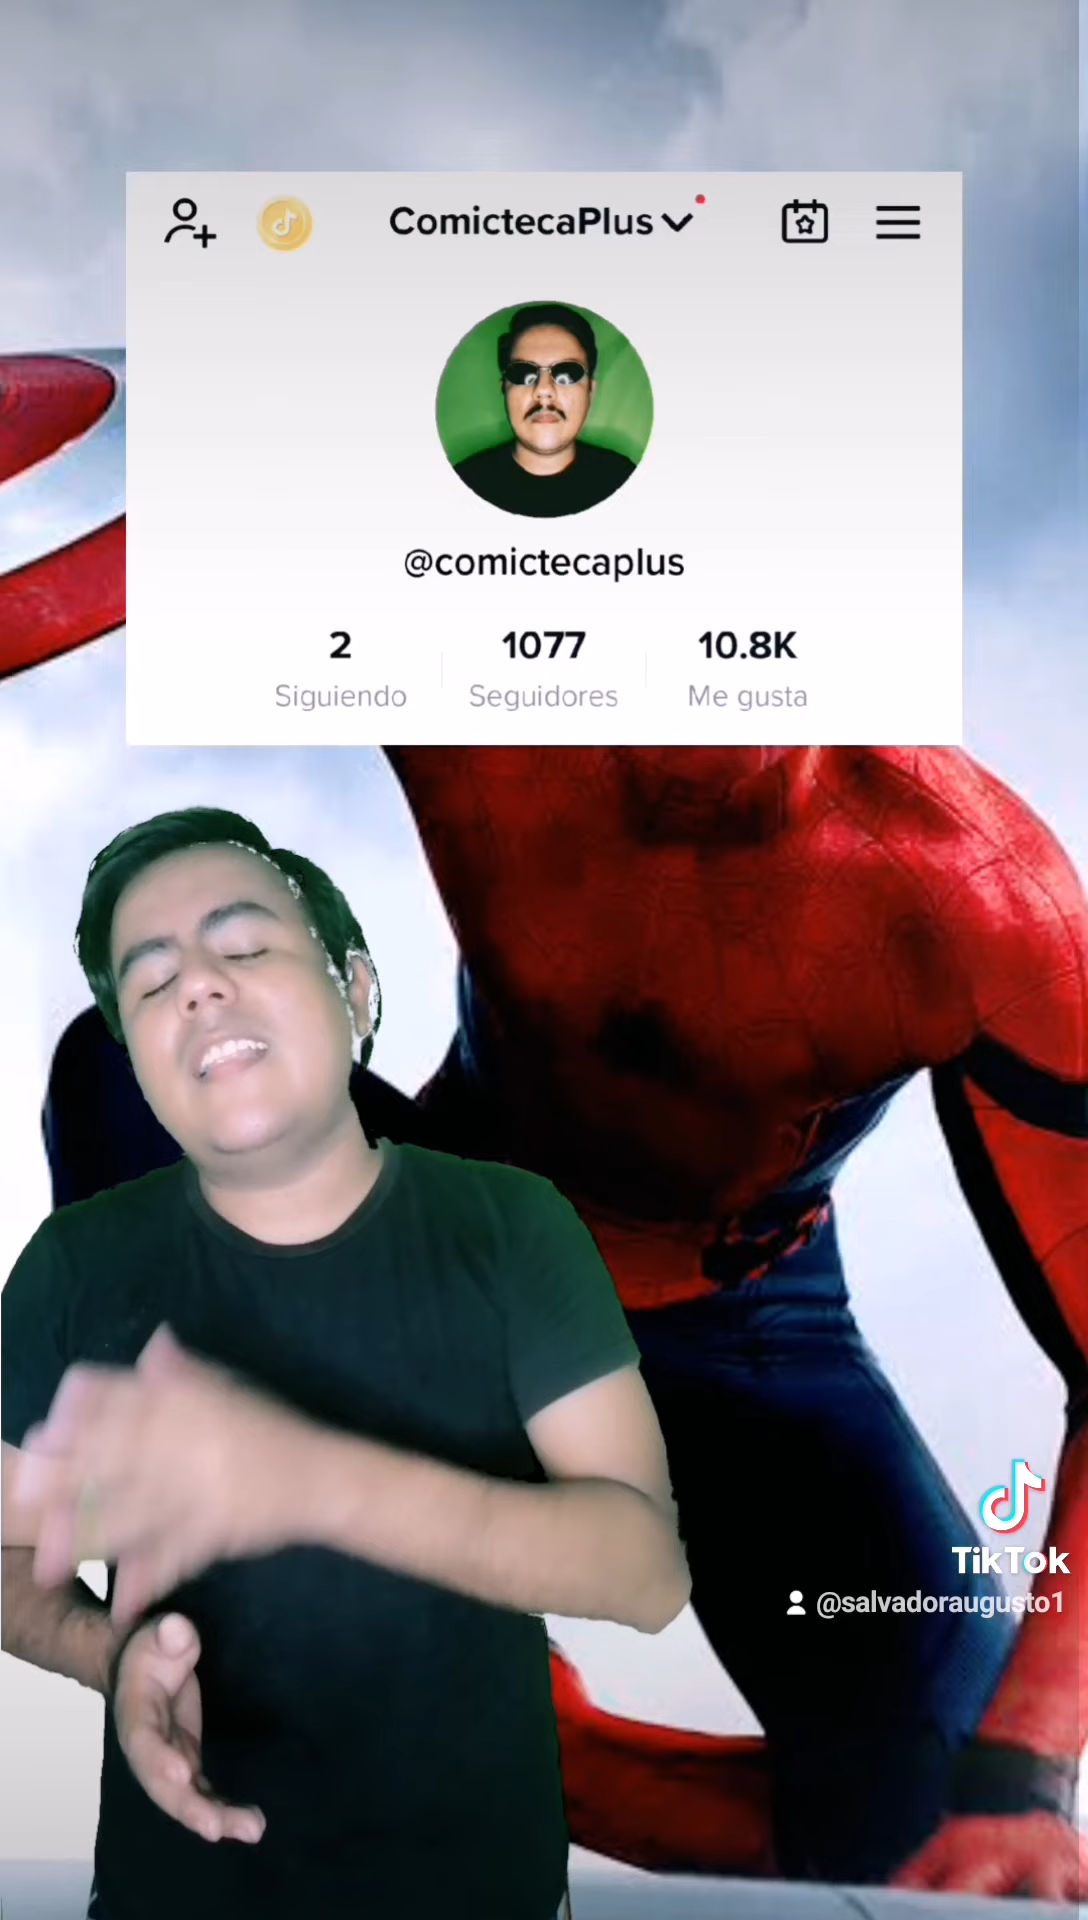 ComictecaPlus
@comictecaplus
2 1077 10.8K
Siguiendo Seguidores Me gusta
TikTok
@salvadoraugusto1